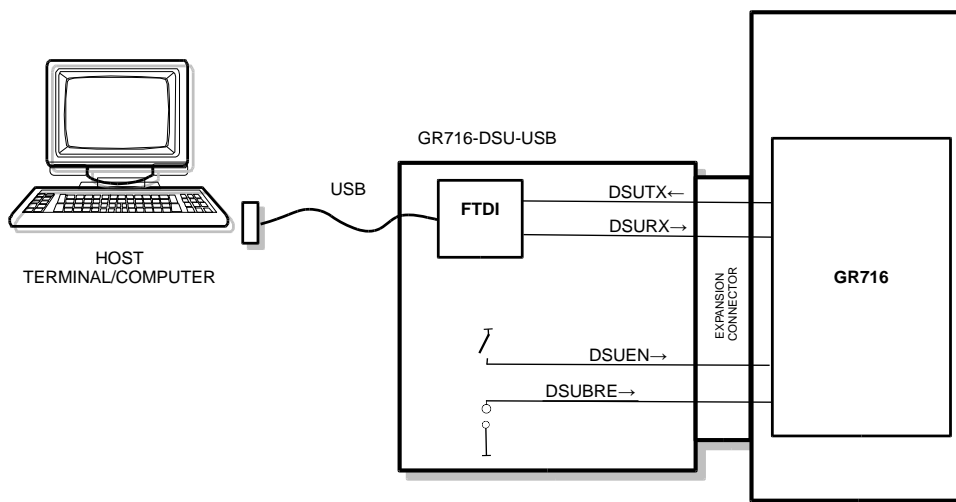 GR716-DSU-USB
USB
FTDI
DSUTX←
DSURX→
HOST
TERMINAL/COMPUTER
EXPANSION
CONNECTOR
GR716
DSUEN→
DSUBRE→